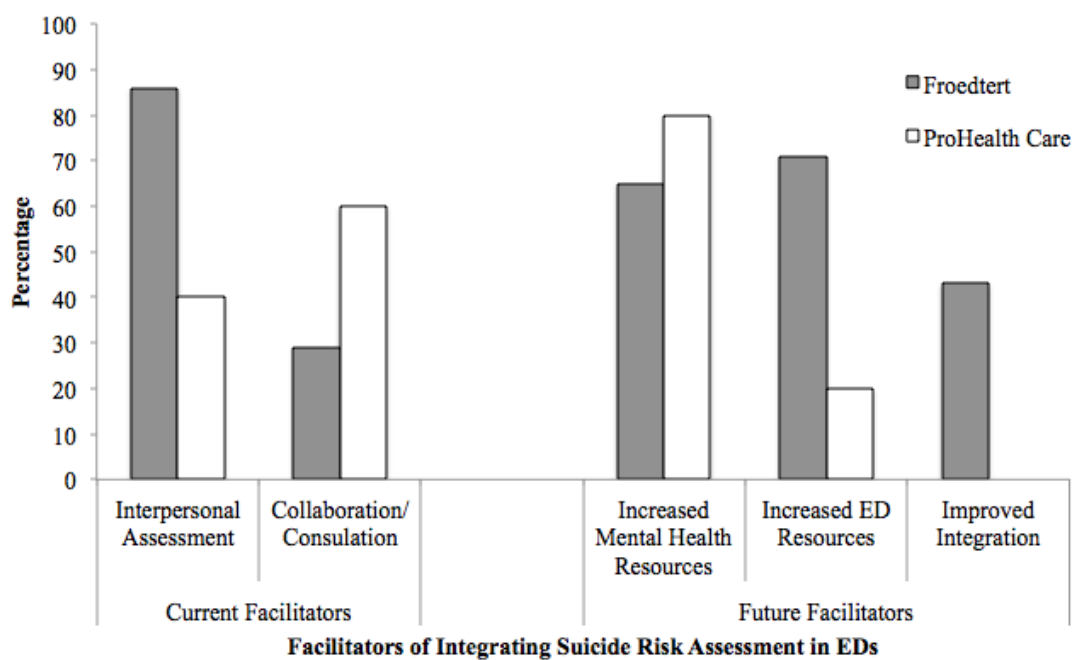 100
90
80
70
60
50
40
30
20
10
0
Percentage
Froedtert
ProHealth Care
Interpersonal
Assessment
Collaboration/
Consulation
Increased
Mental Health
Resources
Increased ED
Resources
Improved
Integration
Current Facilitators
Future Facilitators
Facilitators of Integrating Suicide Risk Assessment in EDs